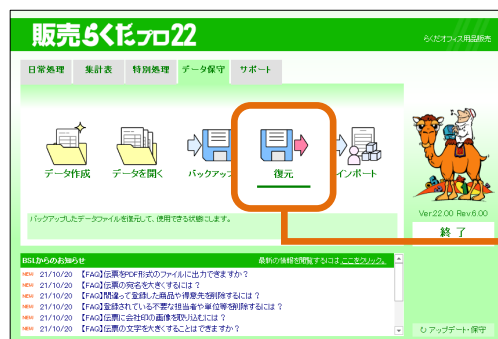 販売らくだプロ22
らくだオフィス用品販売
日常処理 集計表 特別処理 データ保守 サポート
データ作成 データを開く バックアップ 復元 インポート
バックアップしたデータファイルを復元して、使用できる状態にします。
Ver.22.00 Rev.6.00
終了
BSLからのお知らせ 最新の情報を閲覧するには ここをクリック。
NEW 21/10/20 【FAQ】伝票をPDF形式のファイルに出力できますか？
NEW 21/10/20 【FAQ】伝票の宛名を大きくするには？
NEW 21/10/20 【FAQ】間違って登録した商品や得意先を削除するには？
NEW 21/10/20 【FAQ】登録されている不要な担当者や単位等を削除するには？
NEW 21/10/20 【FAQ】伝票に会社印の画像を取り込むには？
NEW 21/10/20 【FAQ】伝票の文字を大きくすることはできますか？
アップデート・保守